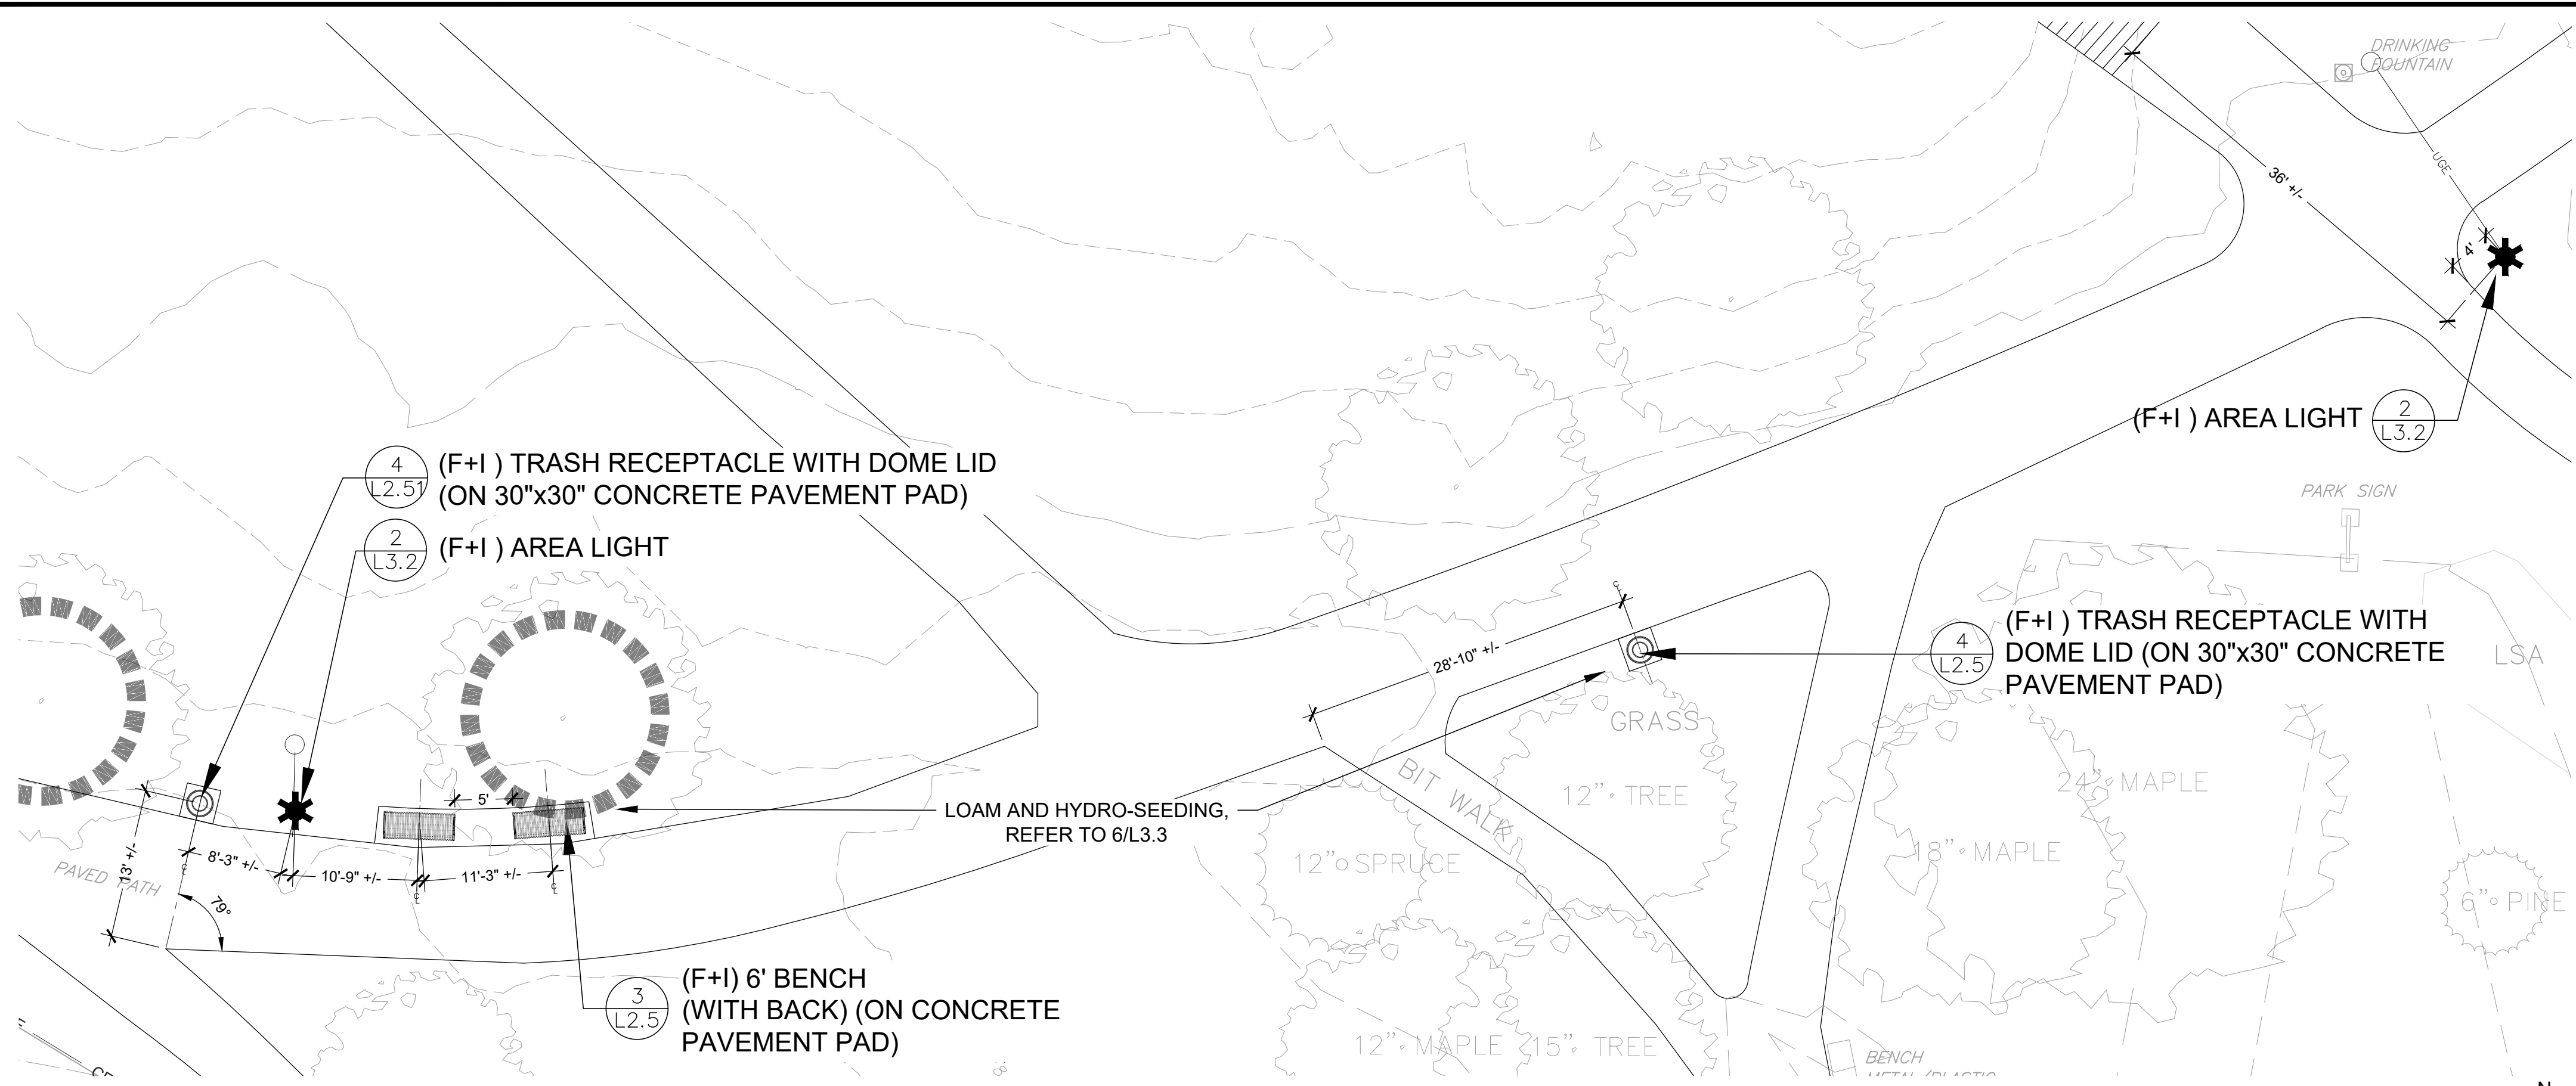 DRINKING
FOUNTAIN
UGE
36' +/-
4'
(F+I ) AREA LIGHT
2
L3.2
PARK SIGN
4
L2.51
(F+I ) TRASH RECEPTACLE WITH DOME LID
(ON 30"x30" CONCRETE PAVEMENT PAD)
2
L3.2
(F+I ) AREA LIGHT
28'-10" +/-
4
L2.5
(F+I ) TRASH RECEPTACLE WITH
DOME LID (ON 30"x30" CONCRETE
PAVEMENT PAD)
LSA
GRASS
BIT WALK
12" TREE
24" MAPLE
5'
LOAM AND HYDRO-SEEDING,
REFER TO 6/L3.3
12" SPRUCE
18" MAPLE
6" PINE
PAVED PATH
13' +/-
8'-3" +/-
10'-9" +/-
11'-3" +/-
79°
3
L2.5
(F+I) 6' BENCH
(WITH BACK) (ON CONCRETE
PAVEMENT PAD)
12" MAPLE
15" TREE
BENCH
METAL/PLASTIC